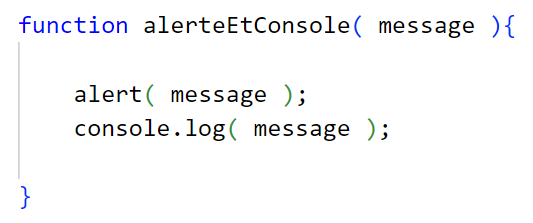 function alerteEtConsole( message ){
alert( message );
console.log( message );
}